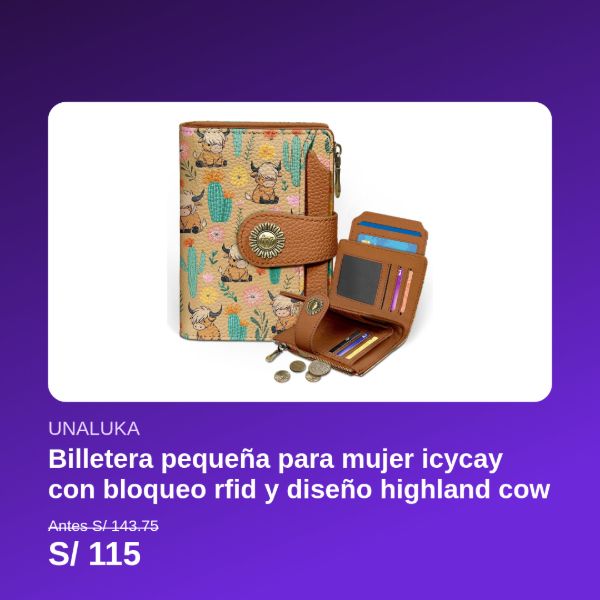 UNALUKA
Billetera pequeña para mujer icycay
con bloqueo rfid y diseño highland cow
Antes S/ 143.75
S/ 115